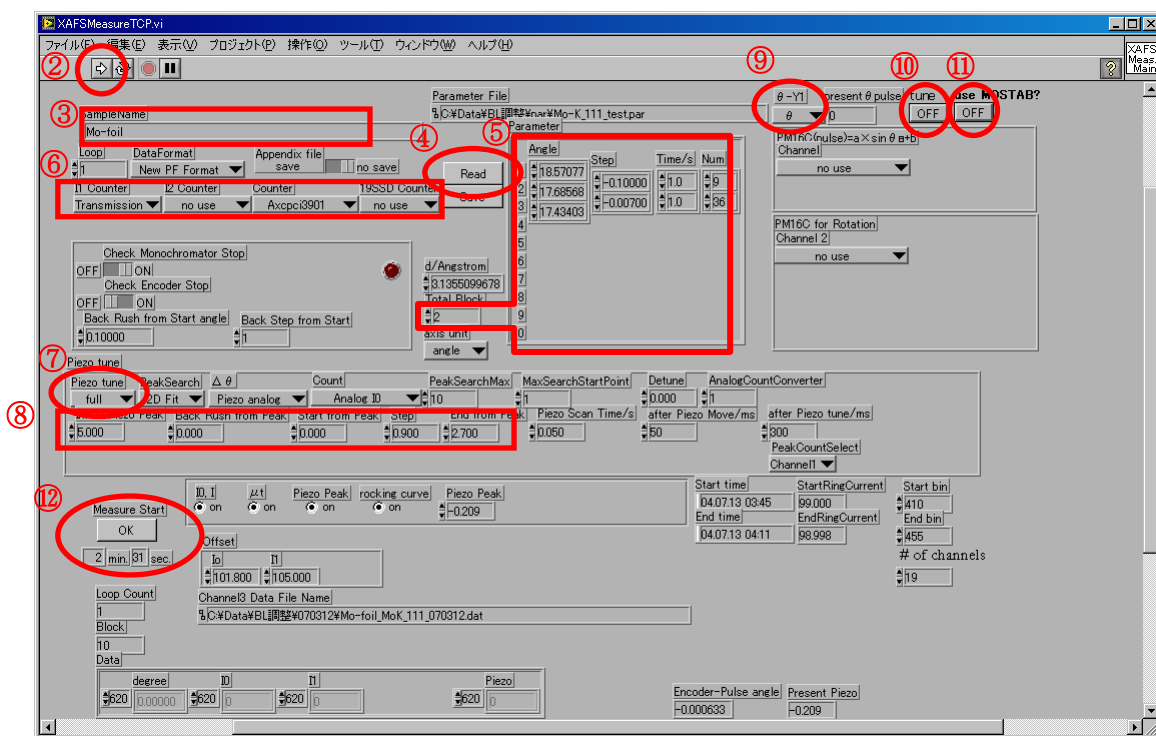 XAFSMeasureTCP.vi
ファイル(F) 編集(E) 表示(V) プロジェクト(P) 操作(O) ツール(T) ウィンドウ(W) ヘルプ(H)
XAFS
Meas.
Main
②
⑨ ⑩ ⑪
③ SampleName
Mo-foil
Parameter File
C:¥Data¥BL調整¥par¥Mo-K_111_test.par
θ-Y1 present θ pulse tune use MOSTAB?
θ 0 OFF OFF
④ ⑤ Parameter
⑥ Loop DataFormat Appendix file
1 New PF Format save no save
Read
I1 Counter I2 Counter Counter 19SSD Counter
Transmission no use Axcpci3901 no use
Angle Step Time/s Num
18.57077
2 17.68568 -0.10000 1.0 9
3 17.43403 -0.00700 1.0 36
4
5
6
7
8
9
0
PM16C(pulse)=a×sinθ+b
Channel
no use
PM16C for Rotation
Channel 2
no use
Check Monochromator Stop
OFF ON
Check Encoder Stop
OFF ON
Back Rush from Start angle Back Step from Start
0.10000 1
d/Angstrom
3.1355099678
Total Block
2
axis unit
angle
⑦ Piezo tune
Piezo tune PeakSearch Δθ Count PeakSearchMax MaxSearchStartPoint Detune AnalogCountConverter
full 2D Fit Piezo analog Analog I0 10 1 0.000 1
⑧ Piezo Peak Back Rush from Peak Start from Peak Step End from Peak Piezo Scan Time/s after Piezo Move/ms after Piezo tune/ms
5.000 0.000 0.000 0.900 2.700 0.050 50 300
PeakCountSelect
Channel1
⑫ Measure Start
OK
2 min. 31 sec.
I0, I μt Piezo Peak rocking curve Piezo Peak
on on on on -0.209
Start time StartRingCurrent Start bin
04.07.13 03:45 99.000 410
End time EndRingCurrent End bin
04.07.13 04:11 98.998 455
# of channels
19
Offset
Io I1
101.800 105.000
Loop Count
1
Channel3 Data File Name
C:¥Data¥BL調整¥070312¥Mo-foil_MoK_111_070312.dat
Block
10
Data
degree I0 I1 Piezo
620 0.00000 620 0 620 0 620 0
Encoder-Pulse angle Present Piezo
-0.000633 -0.209